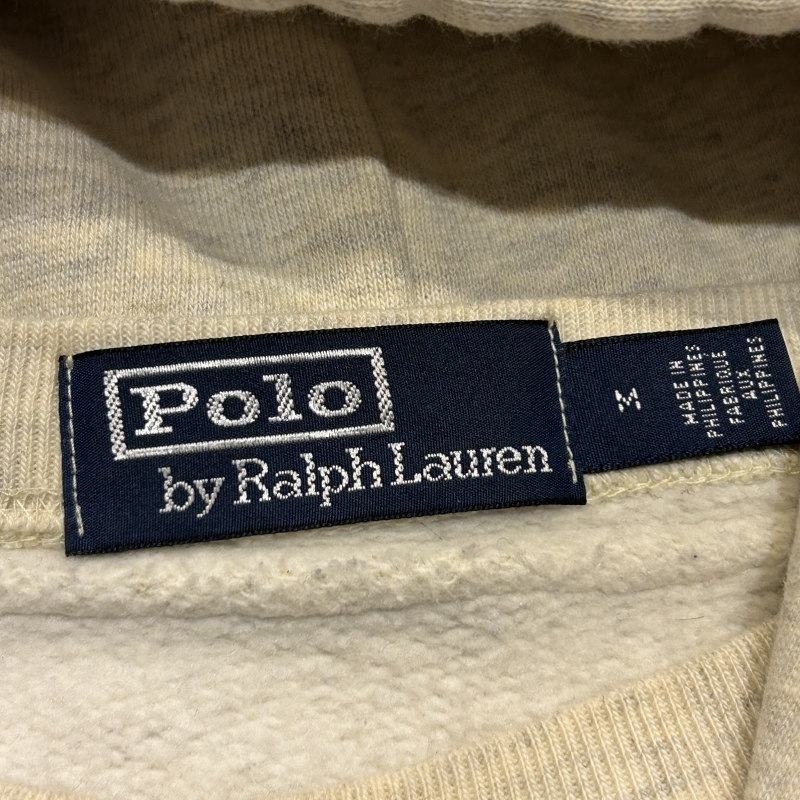 Polo
by Ralph Lauren
M
MADE IN
PHILIPPINES
FABRIQUE
AUX
PHILIPPINES